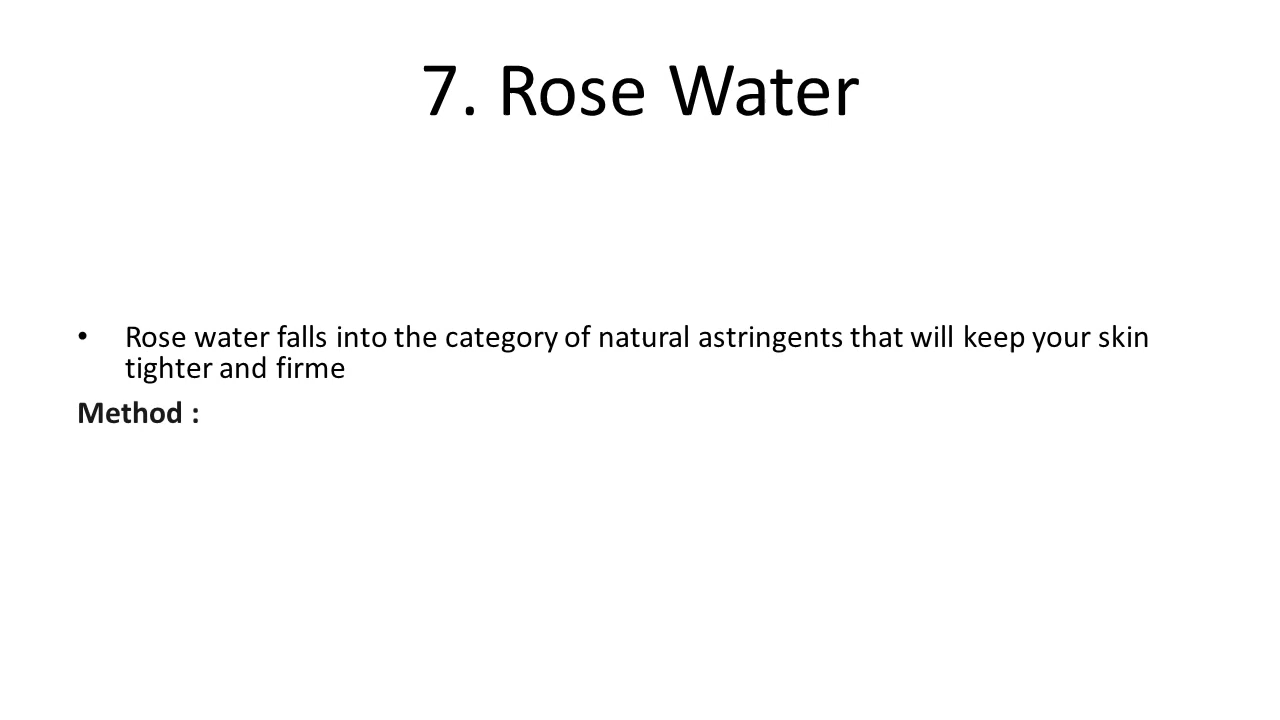 7. Rose Water
• Rose water falls into the category of natural astringents that will keep your skin
tighter and firme
Method :